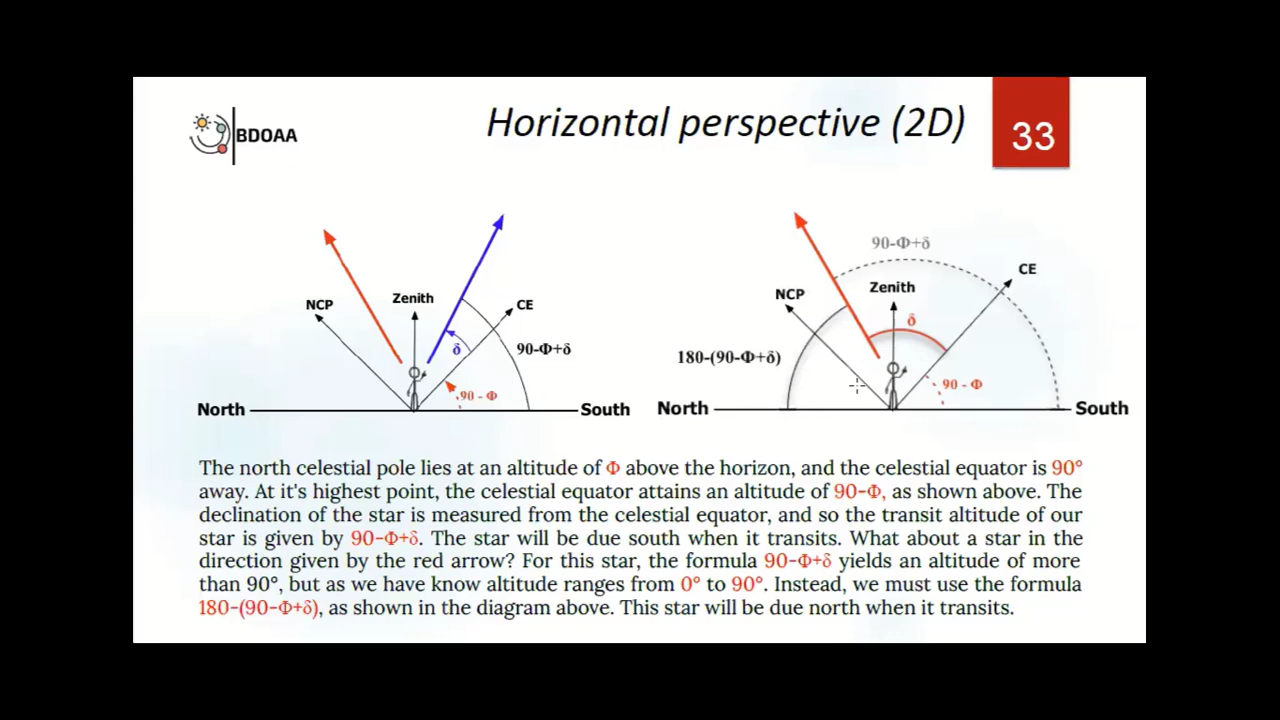 BDOAA
Horizontal perspective (2D)
33
NCP
Zenith
CE
δ
90-Φ+δ
90 - Φ
North
South
90-Φ+δ
CE
Zenith
NCP
δ
180-(90-Φ+δ)
90 - Φ
North
South
The north celestial pole lies at an altitude of Φ above the horizon, and the celestial equator is 90°
away. At it's highest point, the celestial equator attains an altitude of 90-Φ, as shown above. The
declination of the star is measured from the celestial equator, and so the transit altitude of our
star is given by 90-Φ+δ. The star will be due south when it transits. What about a star in the
direction given by the red arrow? For this star, the formula 90-Φ+δ yields an altitude of more
than 90°, but as we have know altitude ranges from 0° to 90°. Instead, we must use the formula
180-(90-Φ+δ), as shown in the diagram above. This star will be due north when it transits.